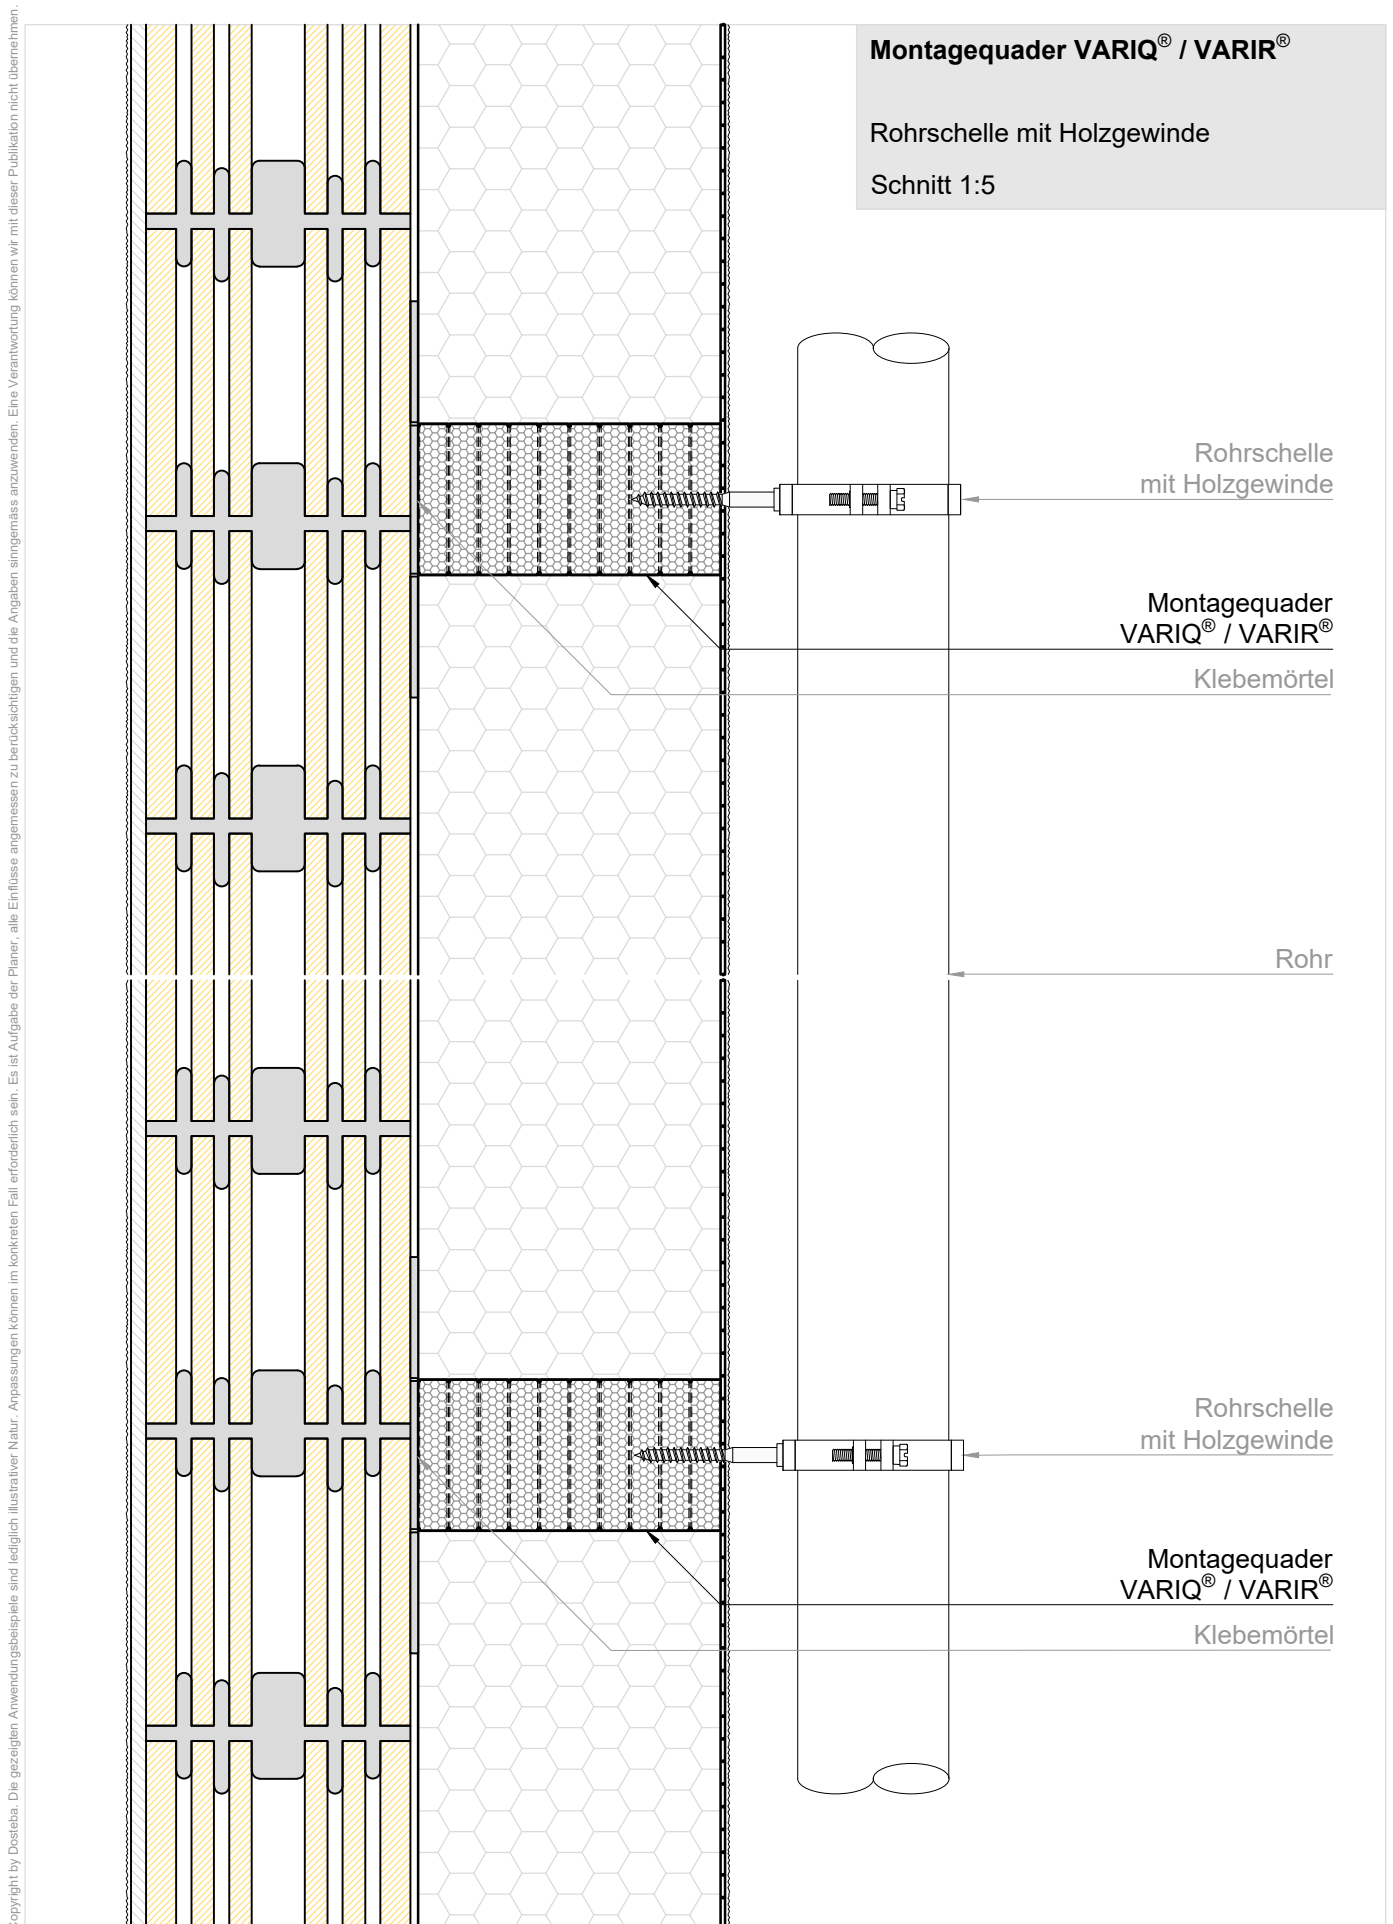 Montagequader VARIQ® / VARIR®
Rohrschelle mit Holzgewinde
Schnitt 1:5
Rohrschelle
mit Holzgewinde
Montagequader
VARIQ® / VARIR®
Klebemörtel
Rohr
Rohrschelle
mit Holzgewinde
Montagequader
VARIQ® / VARIR®
Klebemörtel
Copyright by Dosteba. Die gezeigten Anwendungsbeispiele sind lediglich illustrativer Natur. Anpassungen können im konkreten Fall erforderlich sein. Es ist Aufgabe der Planer, alle Einflüsse angemessen zu berücksichtigen und die Angaben sinngemäss anzuwenden. Eine Verantwortung können wir mit dieser Publikation nicht übernehmen.